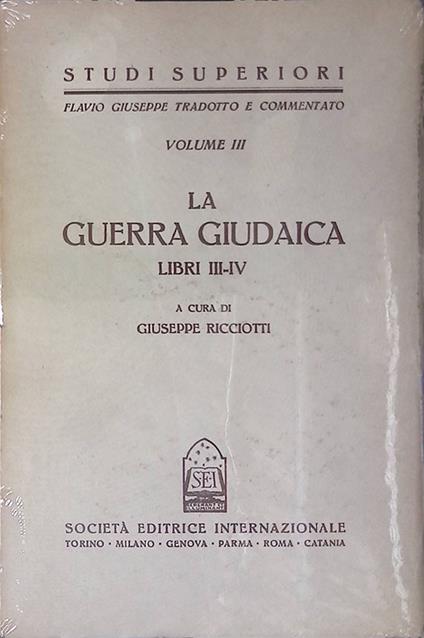 STUDI SUPERIORI
FLAVIO GIUSEPPE TRADOTTO E COMMENTATO
VOLUME III
LA
GUERRA GIUDAICA
LIBRI III-IV
A CURA DI
GIUSEPPE RICCIOTTI
SEI
SOCIETÀ EDITRICE INTERNAZIONALE
TORINO • MILANO • GENOVA • PARMA • ROMA • CATANIA